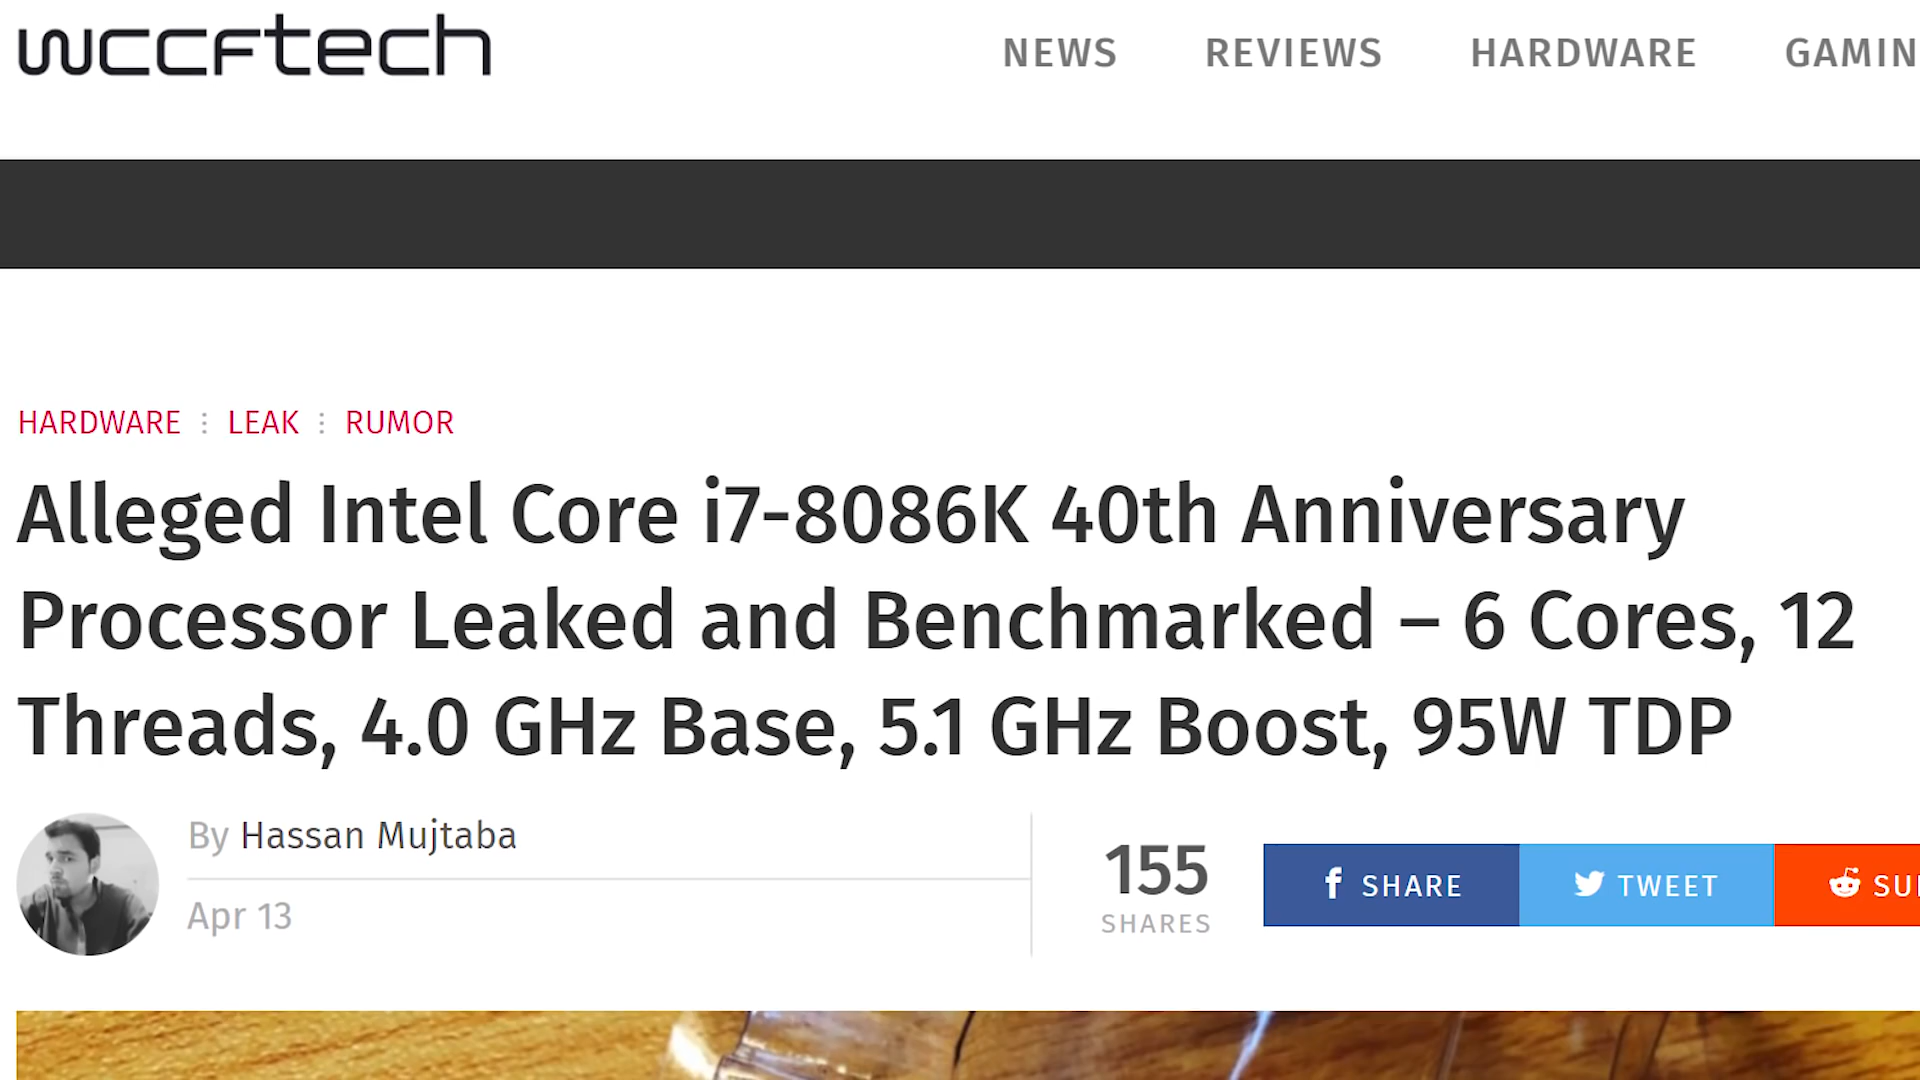 wccftech
NEWS REVIEWS HARDWARE GAMIN
HARDWARE ⋮ LEAK ⋮ RUMOR
Alleged Intel Core i7-8086K 40th Anniversary
Processor Leaked and Benchmarked – 6 Cores, 12
Threads, 4.0 GHz Base, 5.1 GHz Boost, 95W TDP
By Hassan Mujtaba
Apr 13
155
SHARES
SHARE
TWEET
SU